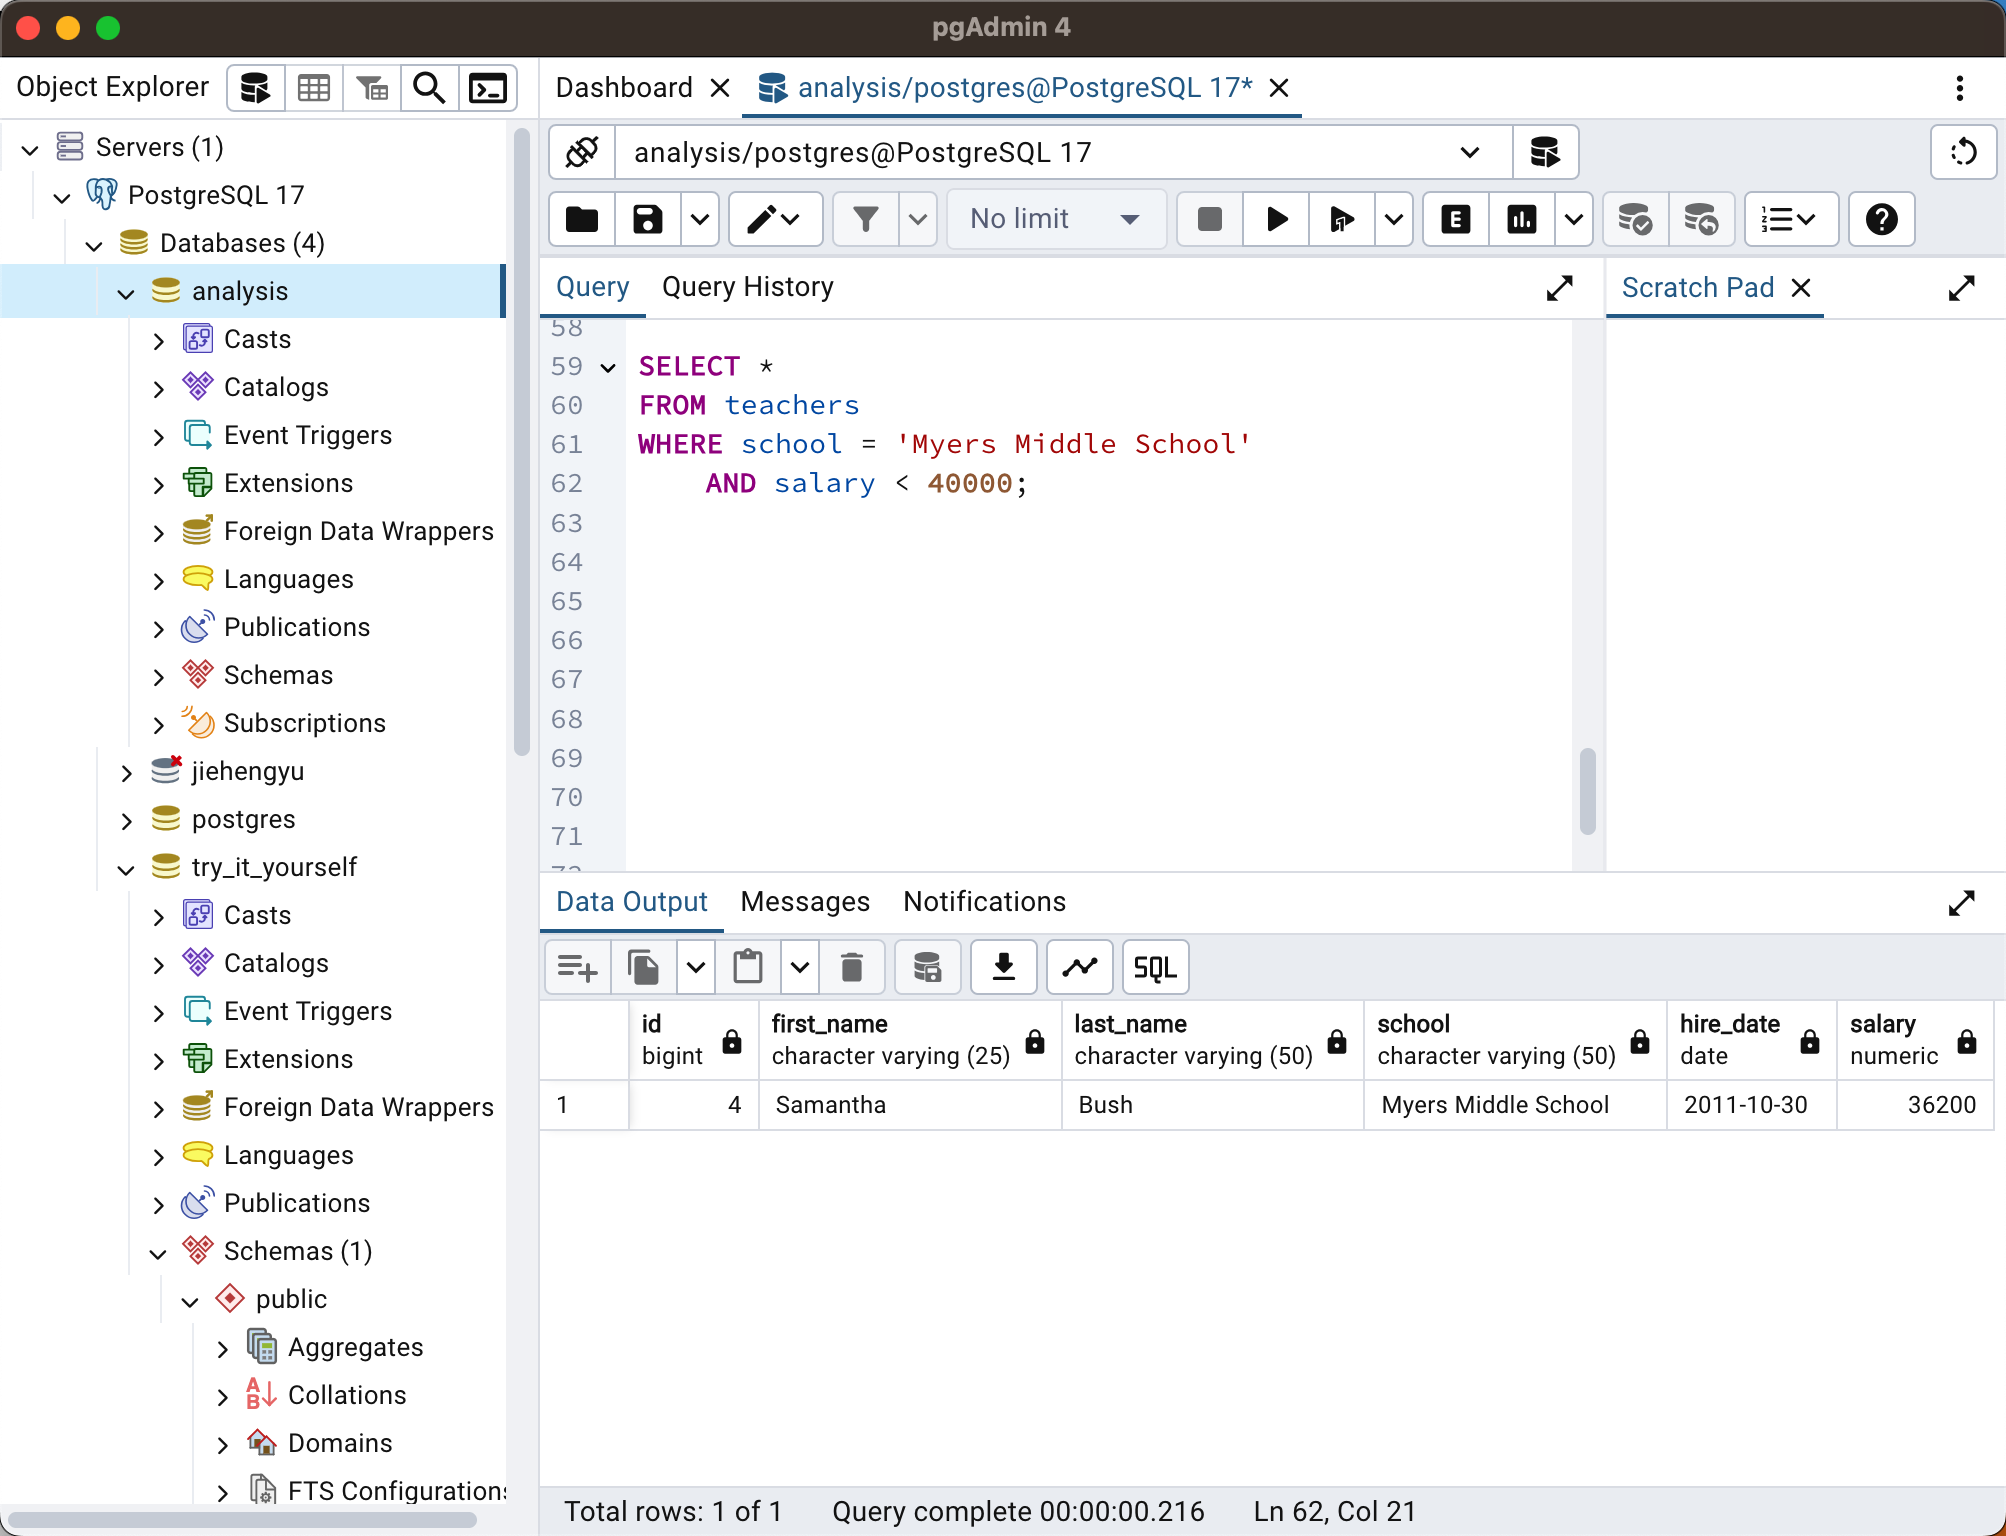 pgAdmin 4
Object Explorer
Dashboard
analysis/postgres@PostgreSQL 17*
Servers (1)
PostgreSQL 17
Databases (4)
analysis
Casts
Catalogs
Event Triggers
Extensions
Foreign Data Wrappers
Languages
Publications
Schemas
Subscriptions
jiehengyu
postgres
try_it_yourself
Casts
Catalogs
Event Triggers
Extensions
Foreign Data Wrappers
Languages
Publications
Schemas (1)
public
Aggregates
Collations
Domains
FTS Configurations
analysis/postgres@PostgreSQL 17
No limit
E
Query
Query History
Scratch Pad
58
59 SELECT *
60 FROM teachers
61 WHERE school = 'Myers Middle School'
62 AND salary < 40000;
63
64
65
66
67
68
69
70
71
Data Output
Messages
Notifications
SQL
id first_name last_name school hire_date salary
bigint character varying (25) character varying (50) character varying (50) date numeric
1 4 Samantha Bush Myers Middle School 2011-10-30 36200
Total rows: 1 of 1 Query complete 00:00:00.216 Ln 62, Col 21